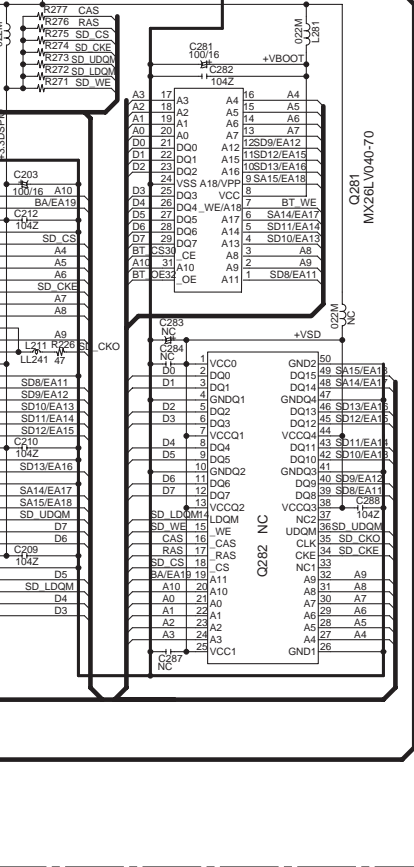 R277 CAS
R276 RAS
R275 SD_CS
R274 SD_CKE
R273 SD_UDQM
R272 SD_LDQM
R271 SD_WE
022M
L281
C281
100/16
+VBOOT
C282
104Z
A3 17 A3 A4 16 A4
A2 18 A2 A5 15 A5
A1 19 A1 A6 14 A6
A0 20 A0 A7 13 A7
D0 21 DQ0 A12 12 SD9/EA12
D1 22 DQ1 A15 11 SD12/EA15
D2 23 DQ2 A16 10 SD13/EA16
24 VSS A18/VPP 9 SA15/EA18
D3 25 DQ3 VCC 8
D4 26 DQ4 _WE/A18 7 BT_WE
D5 27 DQ5 A17 6 SA14/EA17
D6 28 DQ6 A14 5 SD11/EA14
D7 29 DQ7 A13 4 SD10/EA13
BT_CS 30 _CE A8 3 A8
A10 31 A10 A9 2 A9
BT_OE 32 _OE A11 1 SD8/EA11
Q281
MX26LV040-70
C203
100/16
A10
BA/EA19
C212
104Z
SD_CS
A4
A5
A6
SD_CKE
A7
A8
A9
L211 R226
LL241 47
SD_CKO
SD8/EA11
SD9/EA12
SD10/EA13
SD11/EA14
SD12/EA15
C210
104Z
SD13/EA16
SA14/EA17
SA15/EA18
SD_UDQM
D7
D6
C209
104Z
D5
SD_LDQM
D4
D3
022M
NC
+VSD
C283
NC
C284
NC
1 VCC0 GND2 50
D0 2 DQ0 DQ15 49 SA15/EA18
D1 3 DQ1 DQ14 48 SA14/EA17
4 GNDQ1 GNDQ4 47
D2 5 DQ2 DQ13 46 SD13/EA16
D3 6 DQ3 DQ12 45 SD12/EA15
7 VCCQ1 VCCQ4 44
D4 8 DQ4 DQ11 43 SD11/EA14
D5 9 DQ5 DQ10 42 SD10/EA13
10 GNDQ2 GNDQ3 41
D6 11 DQ6 DQ9 40 SD9/EA12
D7 12 DQ7 DQ8 39 SD8/EA11
13 VCCQ2 VCCQ3 38
C288
104Z
SD_LDQM 14 LDQM NC2 37
SD_WE 15 _WE UDQM 36 SD_UDQM
CAS 16 _CAS CLK 35 SD_CKO
RAS 17 _RAS CKE 34 SD_CKE
SD_CS 18 _CS NC1 33
BA/EA19 19 A11 A9 32 A9
A10 20 A10 A8 31 A8
A0 21 A0 A7 30 A7
A1 22 A1 A6 29 A6
A2 23 A2 A5 28 A5
A3 24 A3 A4 27 A4
25 VCC1 GND1 26
Q282 NC
C287
NC